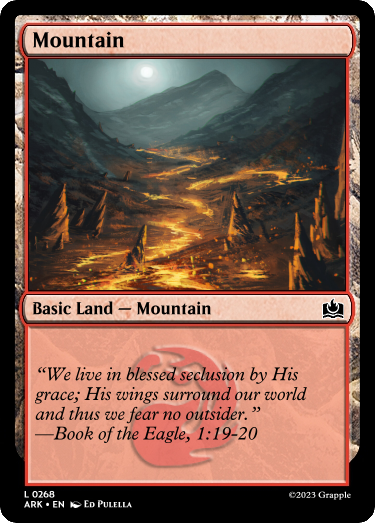 Mountain
Basic Land — Mountain
“We live in blessed seclusion by His
grace; His wings surround our world
and thus we fear no outsider.”
—Book of the Eagle, 1:19-20
L 0268
ARK • EN Ed Pulella
©2023 Grapple